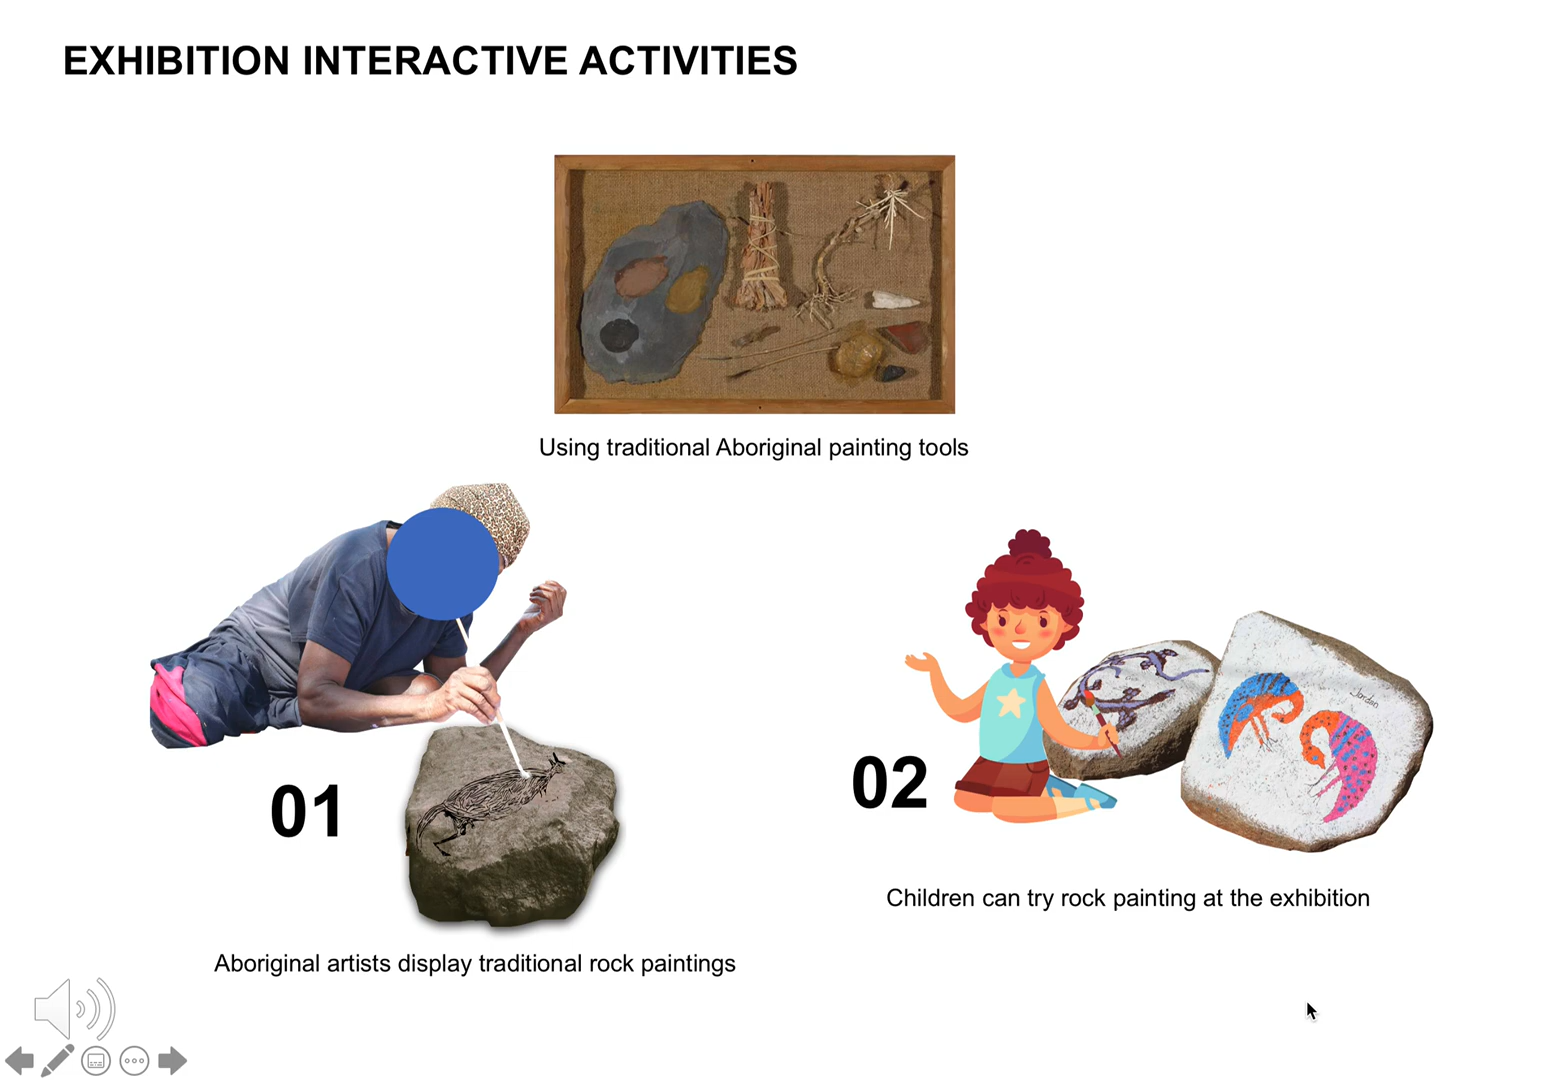 EXHIBITION INTERACTIVE ACTIVITIES
Using traditional Aboriginal painting tools
01
Aboriginal artists display traditional rock paintings
02
Jordan
Children can try rock painting at the exhibition